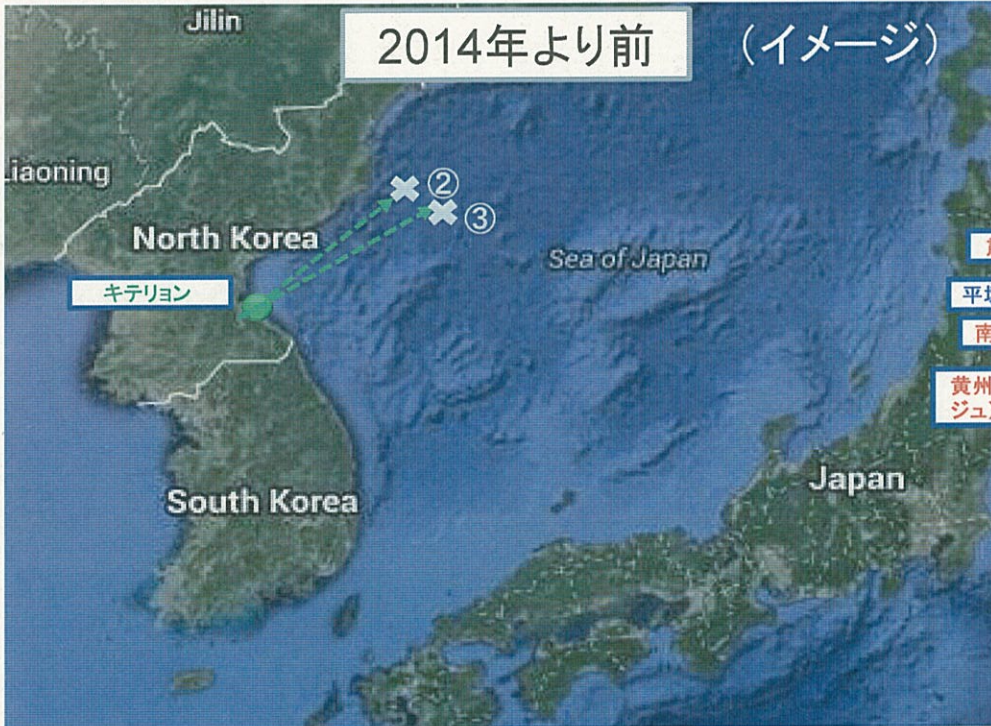 Jilin
2014年より前
（イメージ）
Liaoning
②
③
North Korea
Sea of Japan
キテリョン
平
南
黄州
ジュ
South Korea
Japan